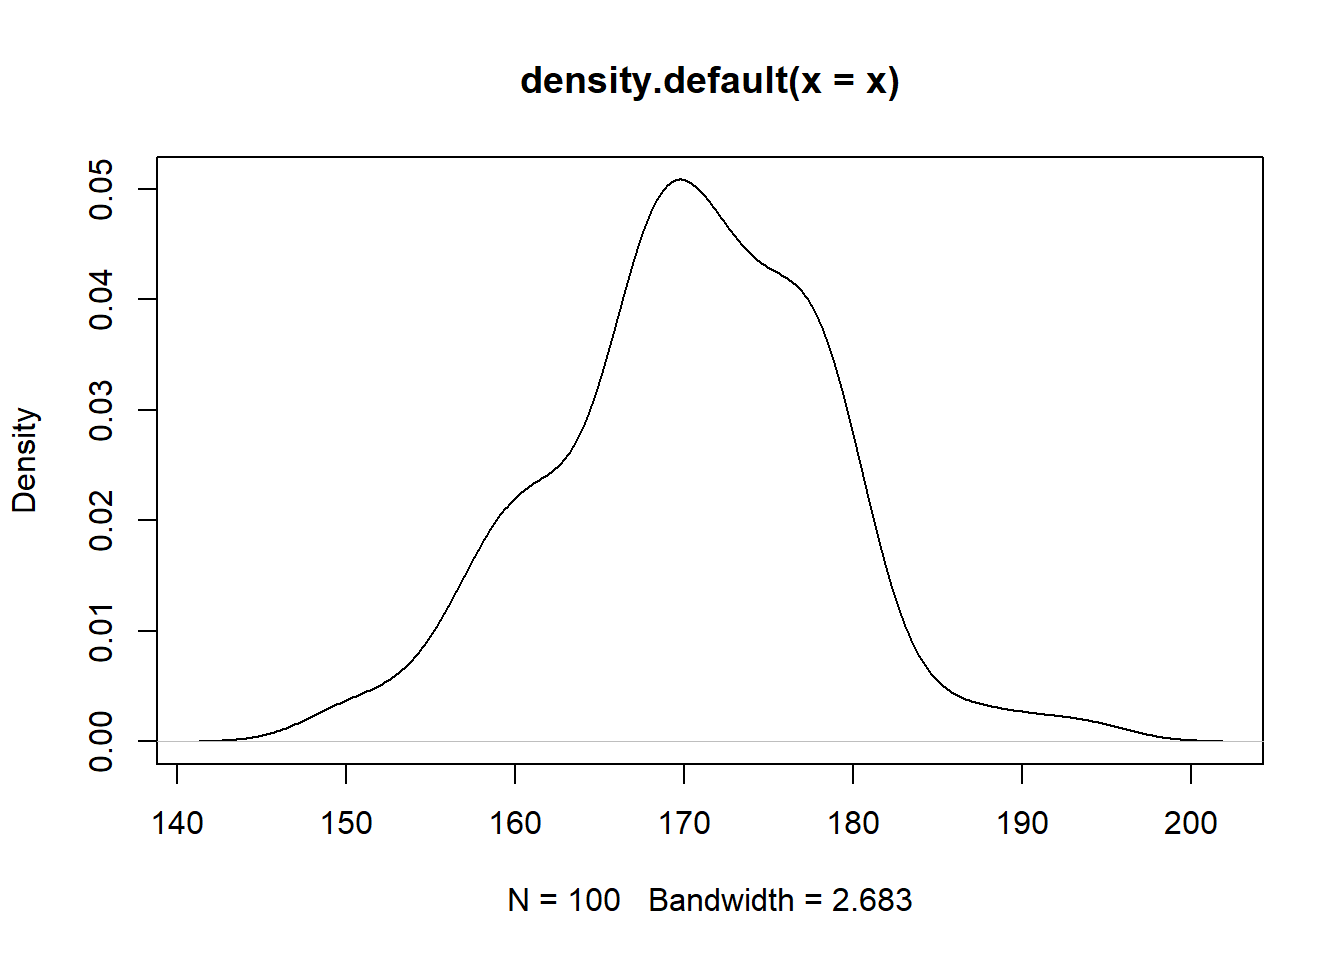 density.default(x = x)
Density
0.05
0.04
0.03
0.02
0.01
0.00
140 150 160 170 180 190 200
N = 100   Bandwidth = 2.683